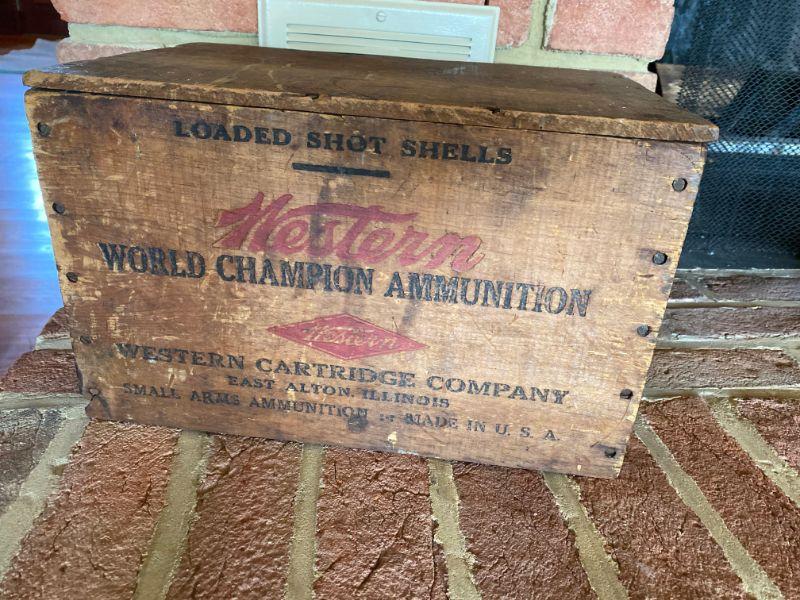 LOADED SHOT SHELLS
Western
WORLD CHAMPION AMMUNITION
Western
WESTERN CARTRIDGE COMPANY
EAST ALTON, ILLINOIS
SMALL ARMS AMMUNITION :-: MADE IN U. S. A.